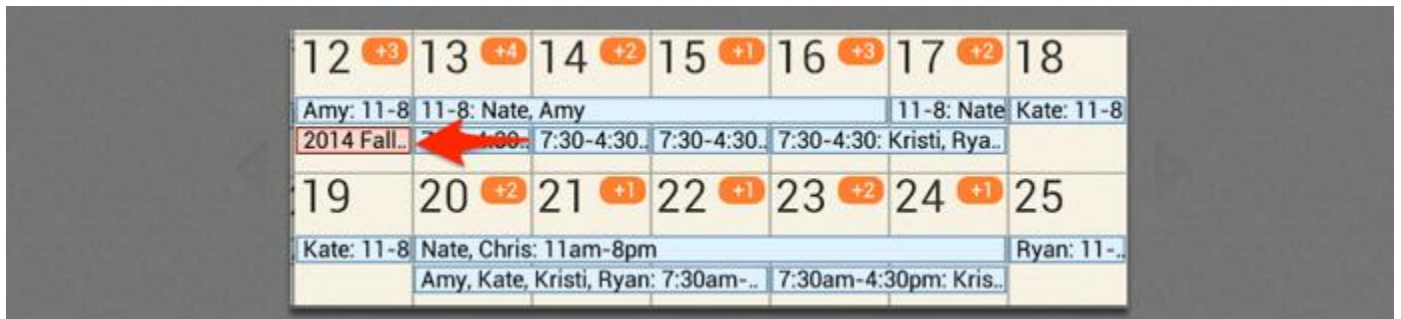 12 +3 13 +4 14 +2 15 +1 16 +3 17 +2 18
Amy: 11-8 11-8: Nate, Amy 11-8: Nate Kate: 11-8
2014 Fall.. 7:30-4:30.. 7:30-4:30.. 7:30-4:30: Kristi, Rya..
19 20 +2 21 +1 22 +1 23 +2 24 +1 25
Kate: 11-8 Nate, Chris: 11am-8pm Ryan: 11-..
Amy, Kate, Kristi, Ryan: 7:30am-.. 7:30am-4:30pm: Kris..